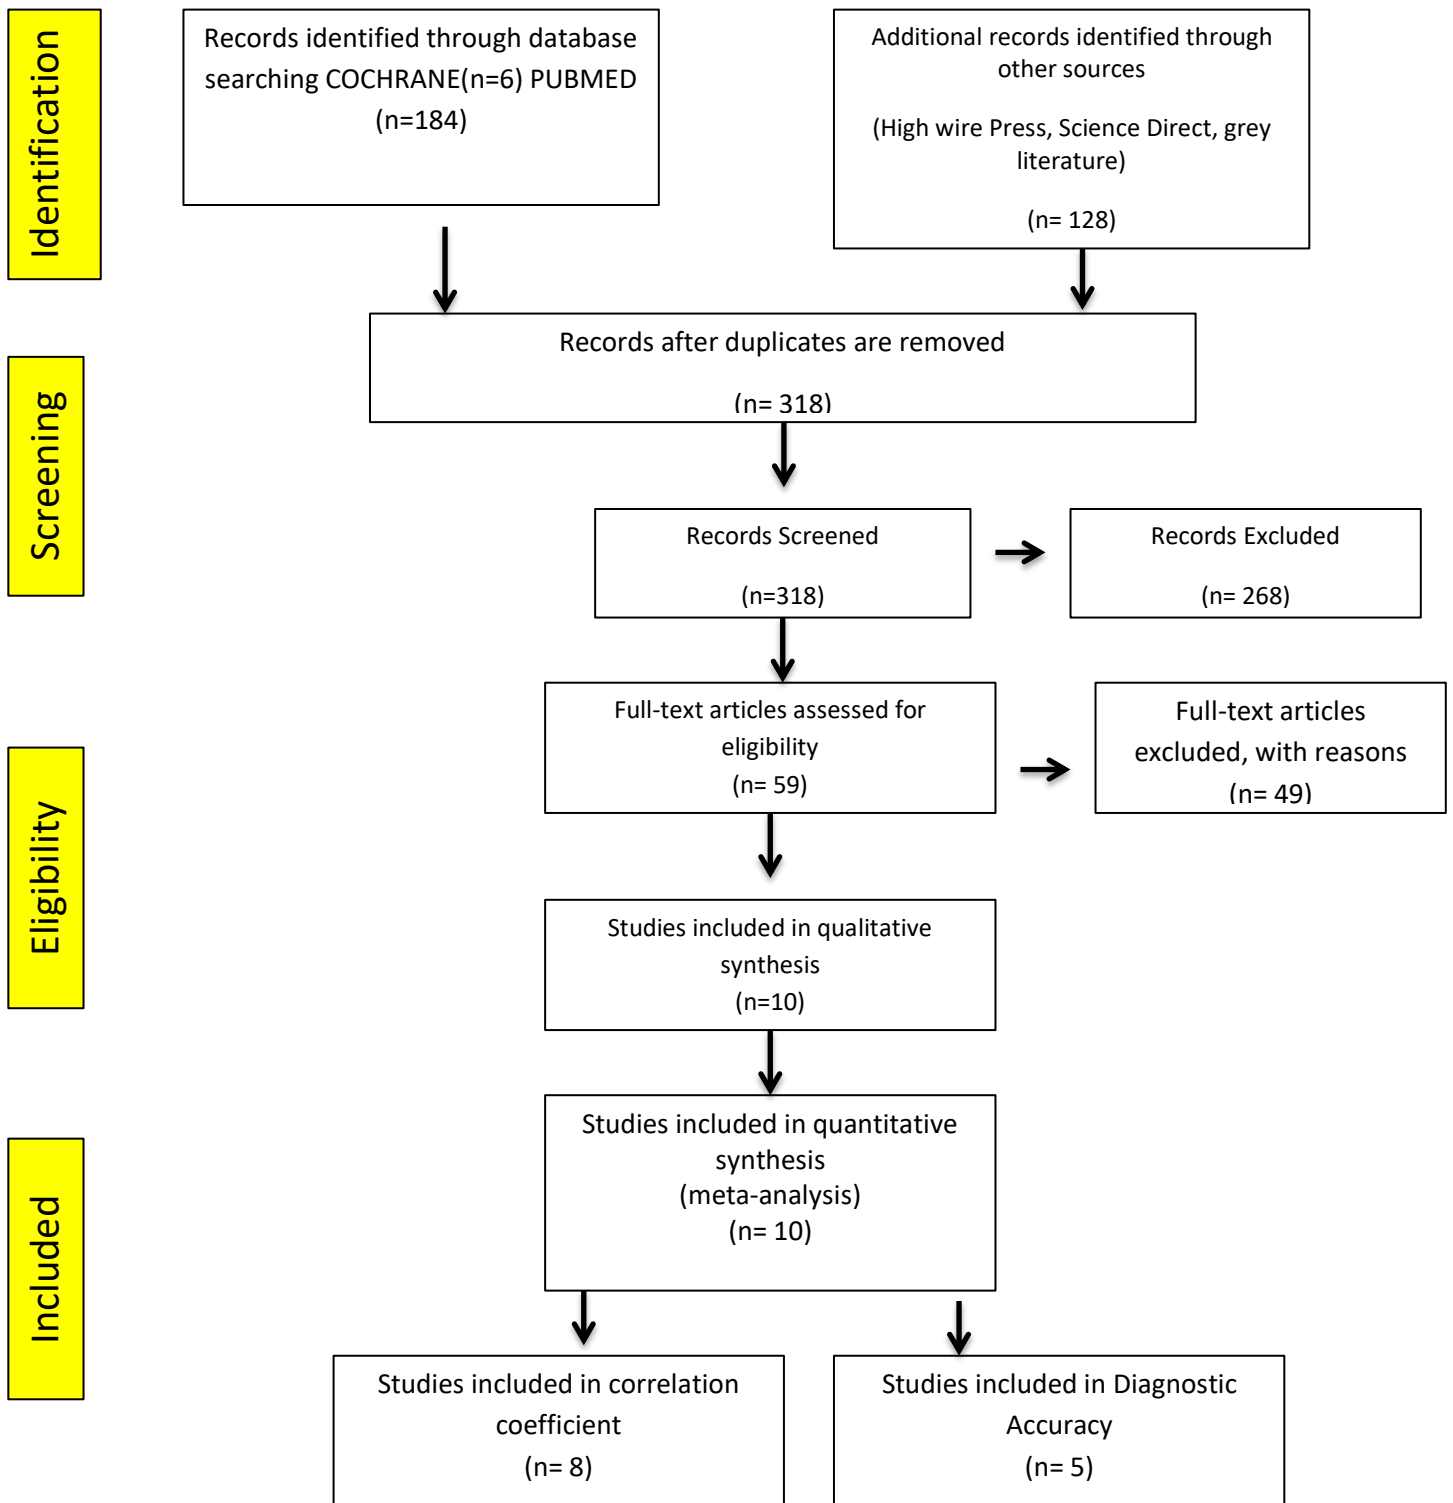 Identification
Records identified through database
searching COCHRANE(n=6) PUBMED
(n=184)
Additional records identified through
other sources
(High wire Press, Science Direct, grey
literature)
(n= 128)
Records after duplicates are removed
(n= 318)
Screening
Records Screened
(n=318)
Records Excluded
(n= 268)
Full-text articles assessed for
eligibility
(n= 59)
Full-text articles
excluded, with reasons
(n= 49)
Eligibility
Studies included in qualitative
synthesis
(n=10)
Studies included in quantitative
synthesis
(meta-analysis)
(n= 10)
Included
Studies included in correlation
coefficient
(n= 8)
Studies included in Diagnostic
Accuracy
(n= 5)